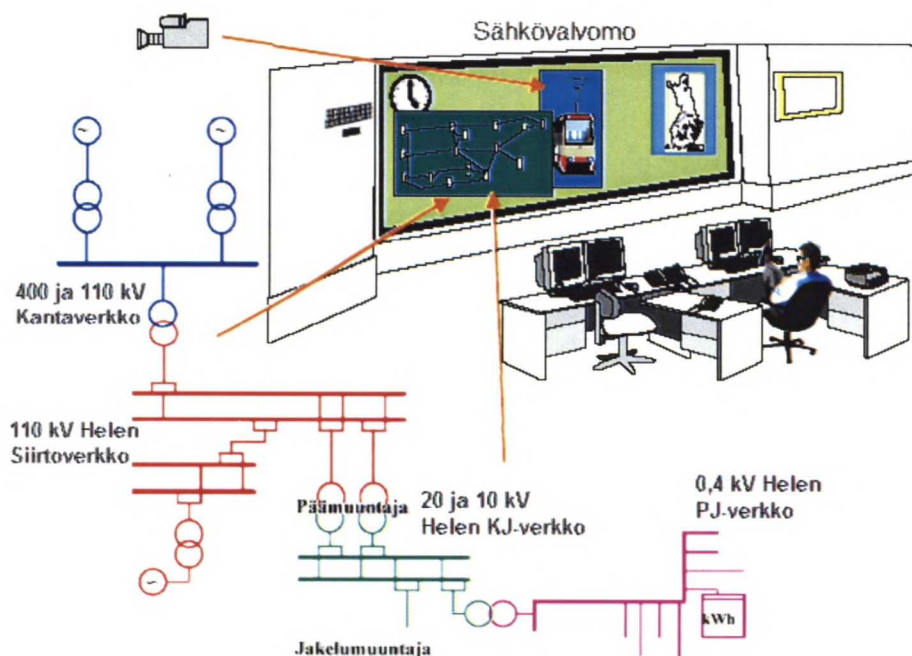 Sähkövalvomo
~
~
400 ja 110 kV
Kantaverkko
110 kV Helen
Siirtoverkko
Päämuuntaja
20 ja 10 kV
Helen KJ-verkko
0,4 kV Helen
PJ-verkko
~
kWh
Jakelumuuntaja